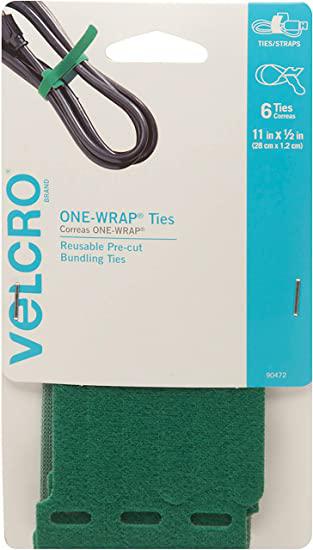 TIES/STRAPS
6 Ties
Correas
11 in x ½ in
(28 cm x 1.2 cm)
VELCRO®
BRAND
ONE-WRAP® Ties
Correas ONE-WRAP®
Reusable Pre-cut
Bundling Ties
90472